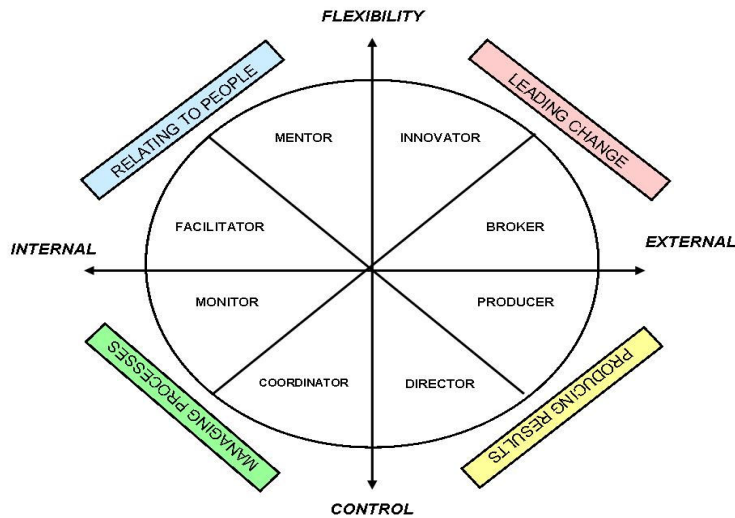 FLEXIBILITY
RELATING TO PEOPLE
LEADING CHANGE
MENTOR
INNOVATOR
FACILITATOR
BROKER
INTERNAL
EXTERNAL
MONITOR
PRODUCER
COORDINATOR
DIRECTOR
MANAGING PROCESSES
PRODUCING RESULTS
CONTROL